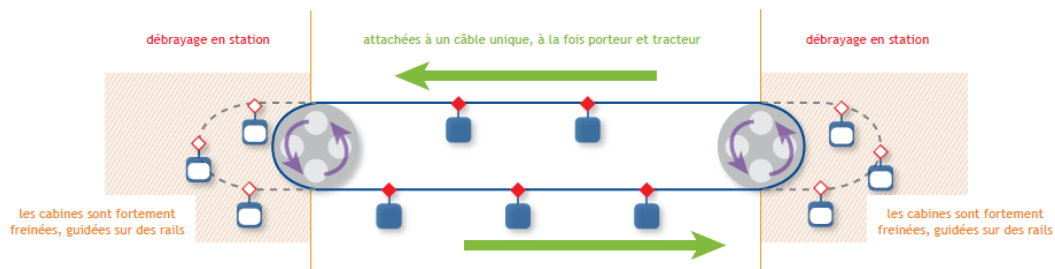 débrayage en station
attachées à un câble unique, à la fois porteur et tracteur
débrayage en station
les cabines sont fortement
freinées, guidées sur des rails
les cabines sont fortement
freinées, guidées sur des rails